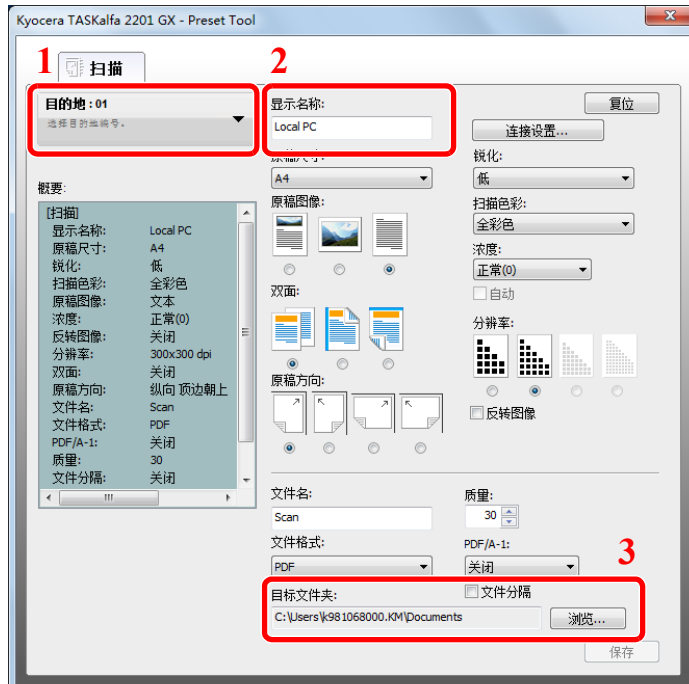 Kyocera TASKalfa 2201 GX - Preset Tool
1
扫描
2
目的地 : 01
选择目的地编号。
显示名称:
Local PC
复位
连接设置...
原稿尺寸:
A4
锐化:
低
概要:
[扫描]
显示名称: Local PC
原稿尺寸: A4
锐化: 低
扫描色彩: 全彩色
原稿图像: 文本
浓度: 正常(0)
反转图像: 关闭
分辨率: 300x300 dpi
双面: 关闭
原稿方向: 纵向 顶边朝上
文件名: Scan
文件格式: PDF
PDF/A-1: 关闭
质量: 30
文件分隔: 关闭
原稿图像:
扫描色彩:
全彩色
浓度:
正常(0)
自动
双面:
分辨率:
原稿方向:
反转图像
文件名:
Scan
质量:
30
文件格式:
PDF
PDF/A-1:
关闭
3
目标文件夹:
文件分隔
C:\Users\k981068000.KM\Documents
浏览...
保存